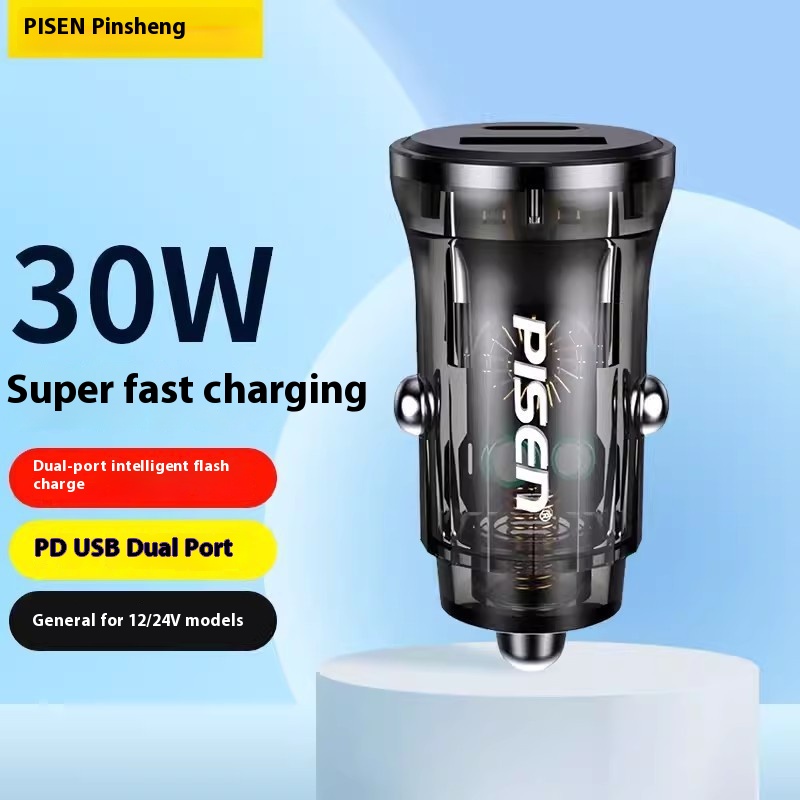 PISEN Pinsheng
30W
Super fast charging
Dual-port intelligent flash
charge
PD USB Dual Port
General for 12/24V models
PISEN®